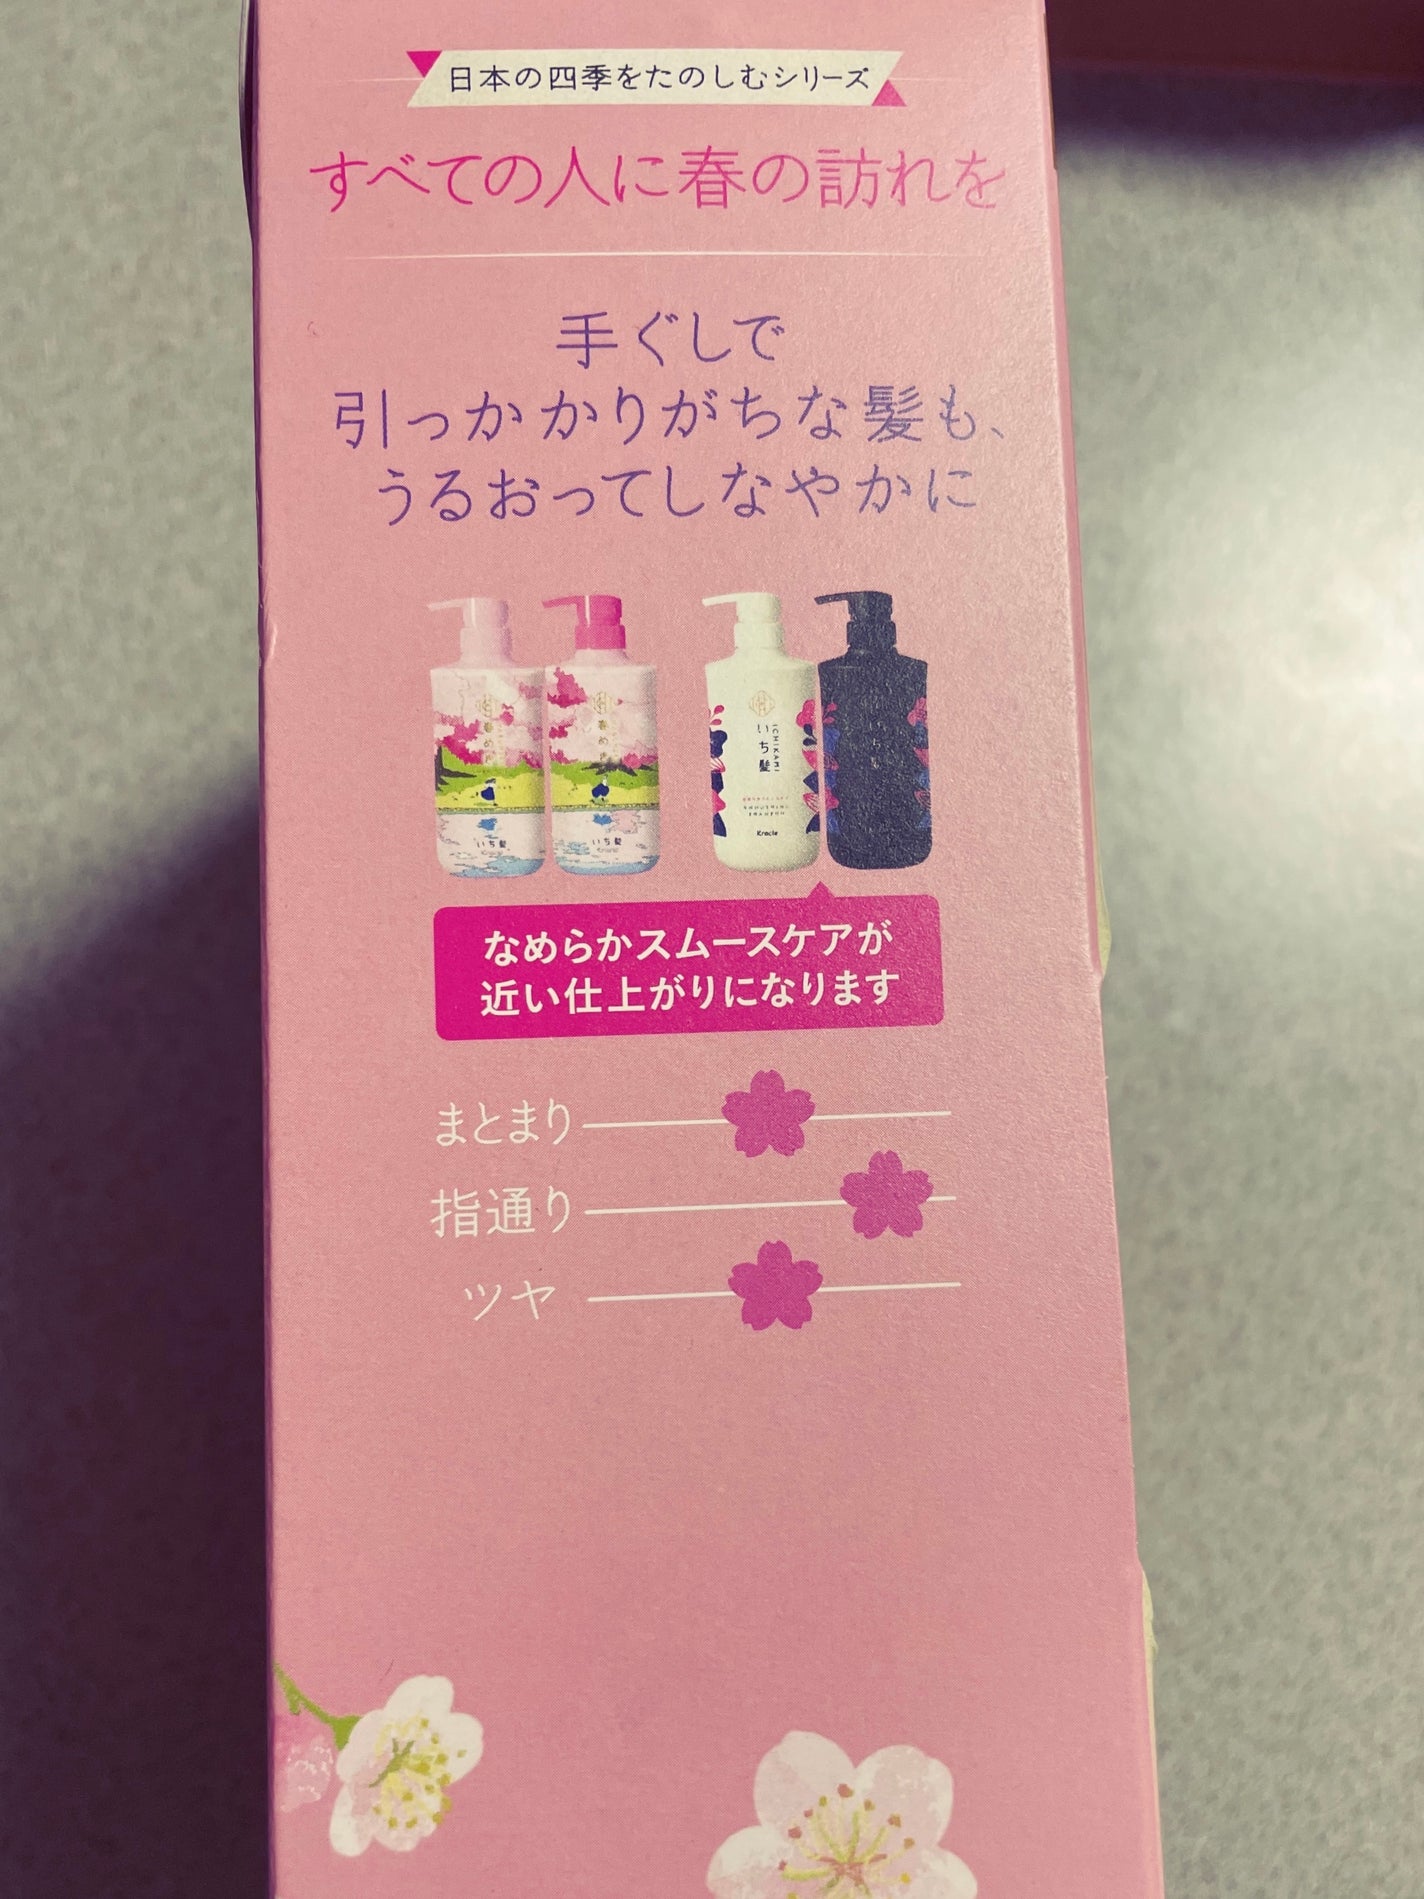 日本の四季をたのしむシリーズ
すべての人に春の訪れを
手ぐしで
引っかかりがちな髪も、
うるおってしなやかに
いち髪
いち髪
ICHIKAMI
いち髪
Kracie
なめらかスムースケアが
近い仕上がりになります
まとまり
指通り
ツヤ